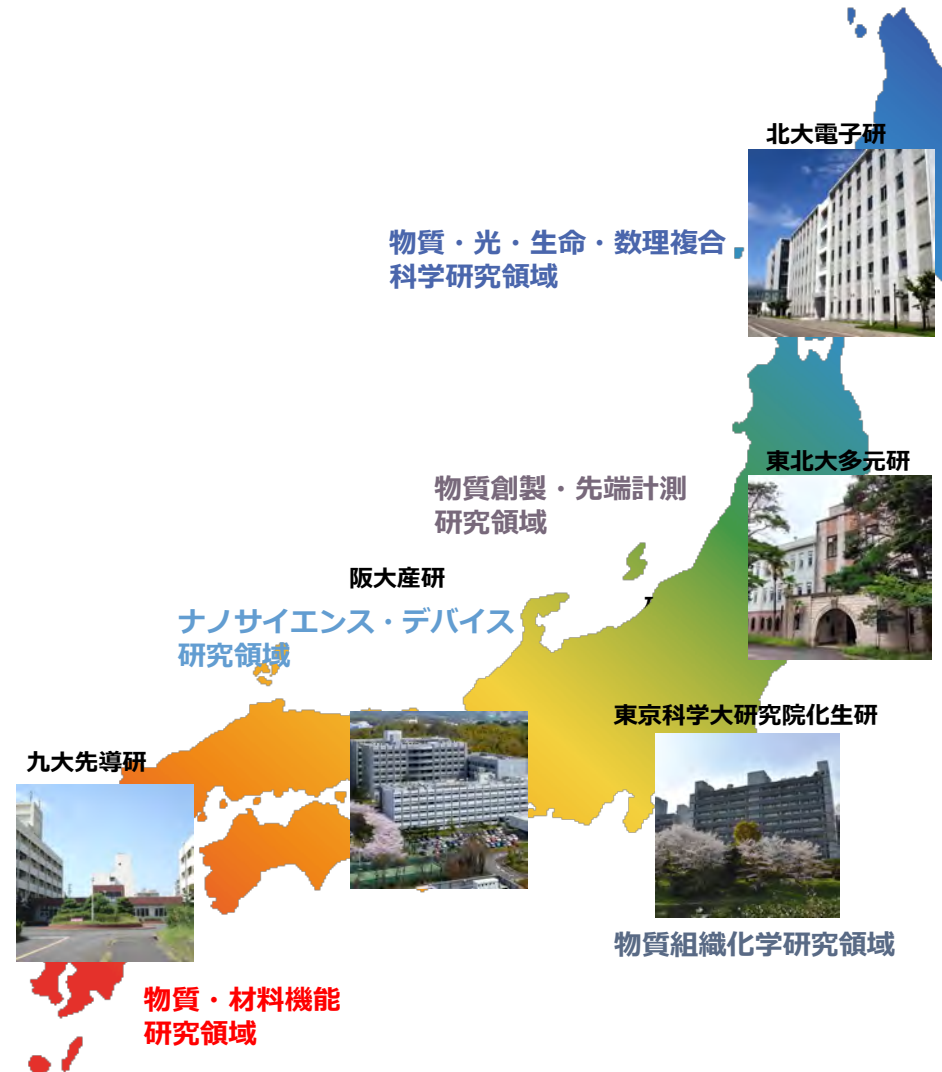 北大電子研
物質・光・生命・数理複合
科学研究領域
東北大多元研
物質創製・先端計測
研究領域
阪大産研
ナノサイエンス・デバイス
研究領域
東京科学大研究院化生研
九大先導研
物質組織化学研究領域
物質・材料機能
研究領域